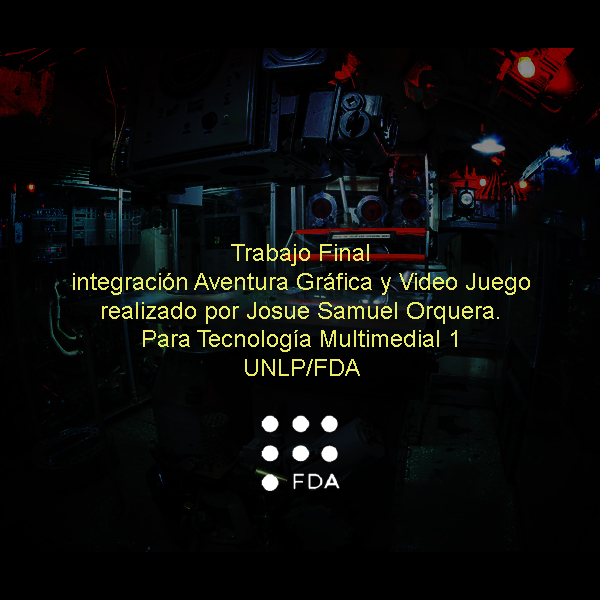 Trabajo Final
integración Aventura Gráfica y Video Juego
realizado por Josue Samuel Orquera.
Para Tecnología Multimedial 1
UNLP/FDA
FDA